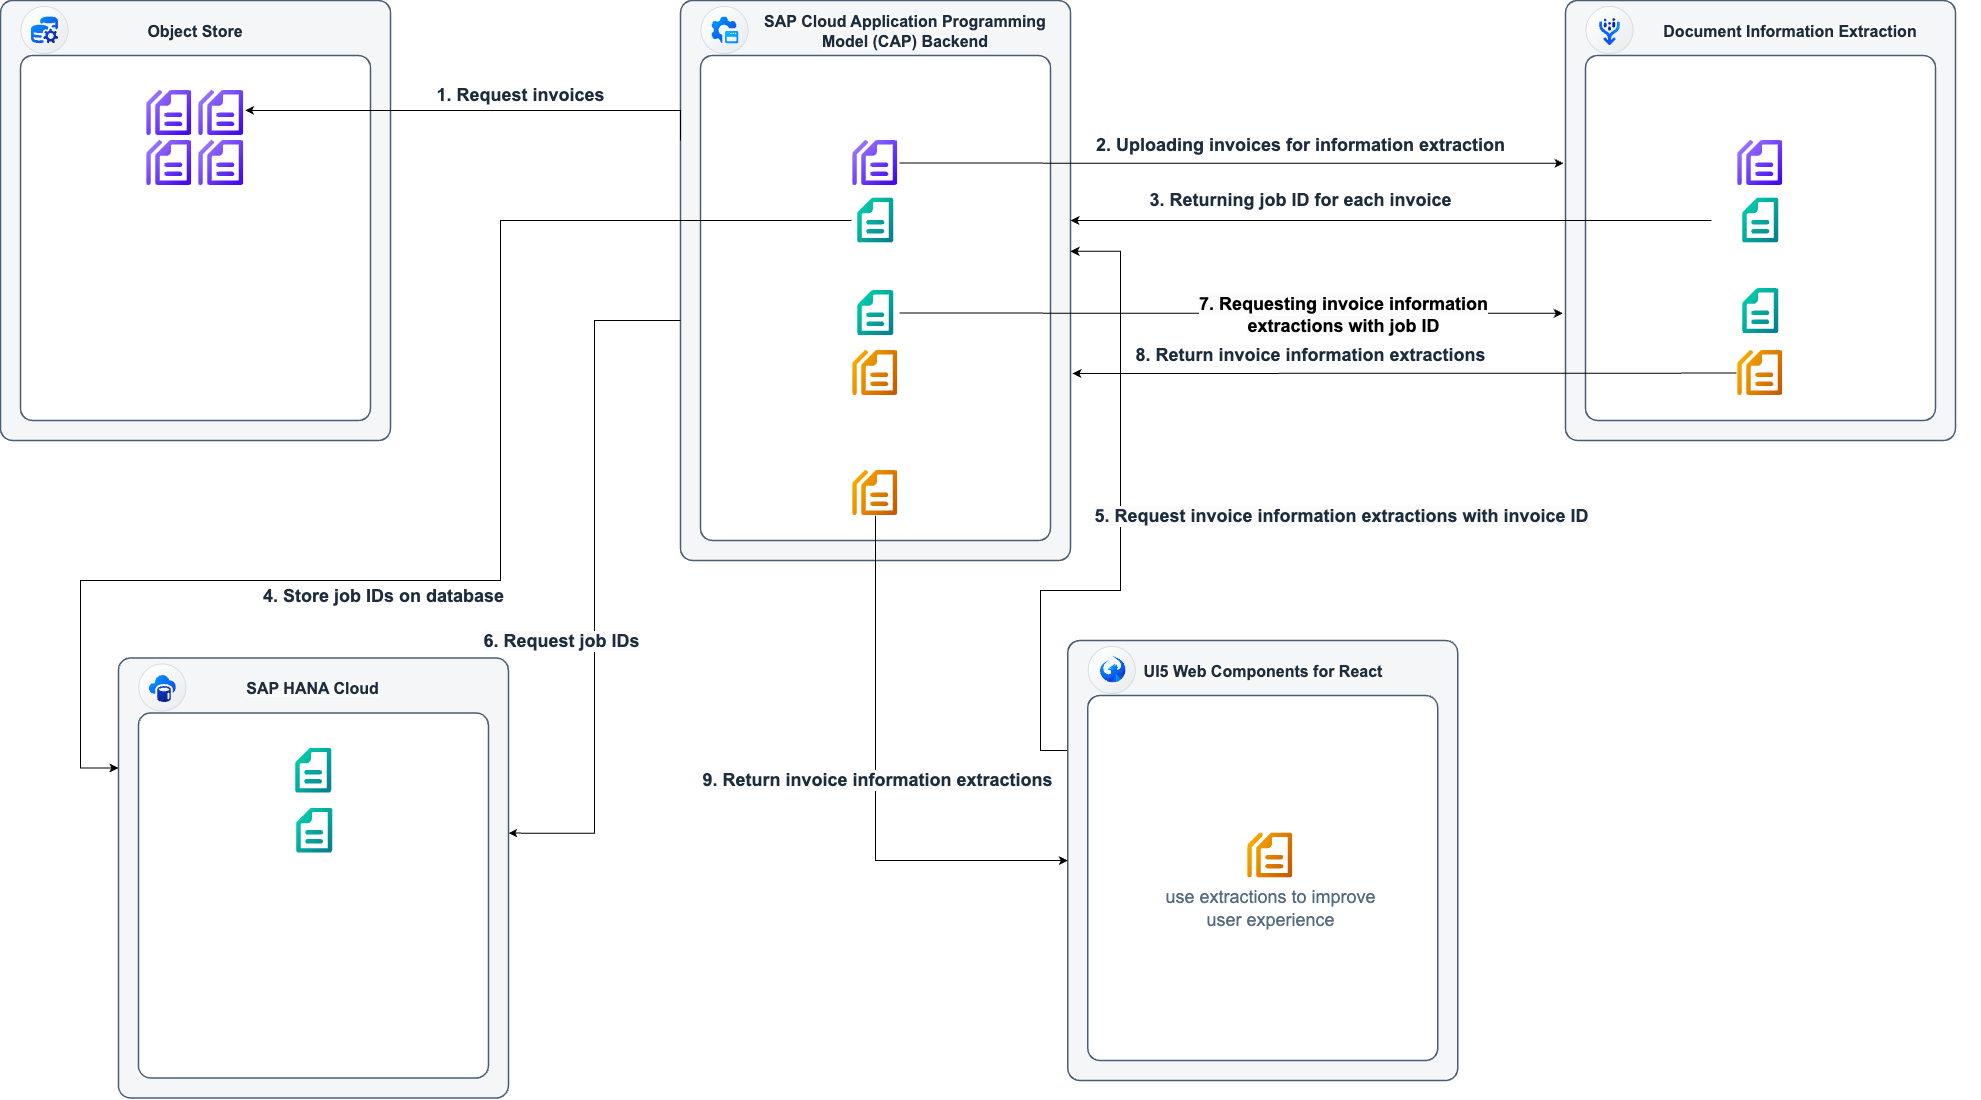 Object Store
SAP Cloud Application Programming
Model (CAP) Backend
Document Information Extraction
1. Request invoices
2. Uploading invoices for information extraction
3. Returning job ID for each invoice
7. Requesting invoice information
extractions with job ID
8. Return invoice information extractions
5. Request invoice information extractions with invoice ID
4. Store job IDs on database
6. Request job IDs
SAP HANA Cloud
UI5 Web Components for React
9. Return invoice information extractions
use extractions to improve
user experience